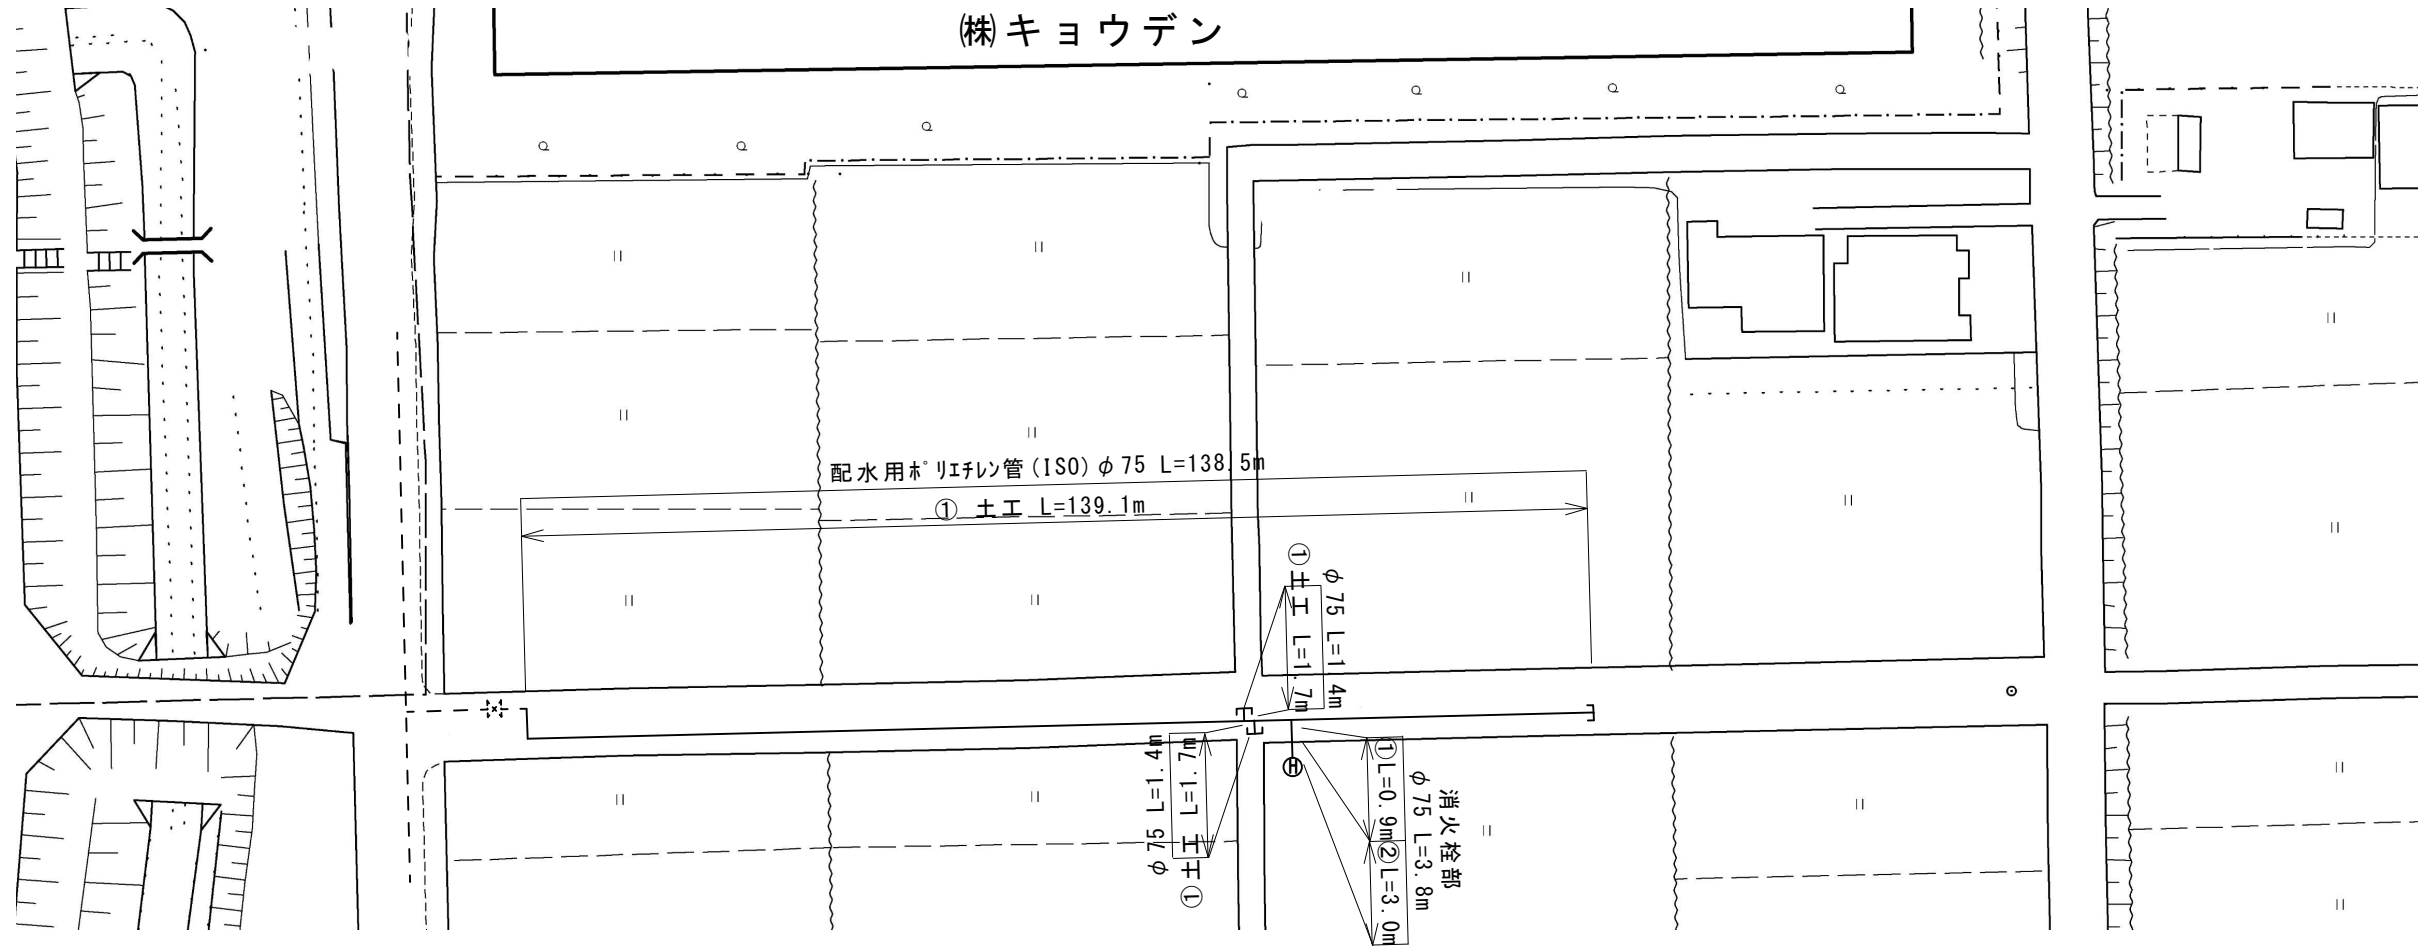 ㈱キョウデン
配水用ﾎﾟﾘｴﾁﾚﾝ管(ISO)φ75 L=138.5m
① 土工 L=139.1m
φ75 L=1.4m
①土工 L=1.7m
φ75 L=1.4m
①土工 L=1.7m
消火栓部
φ75 L=3.8m
①L=0.9m
②L=3.0m
H